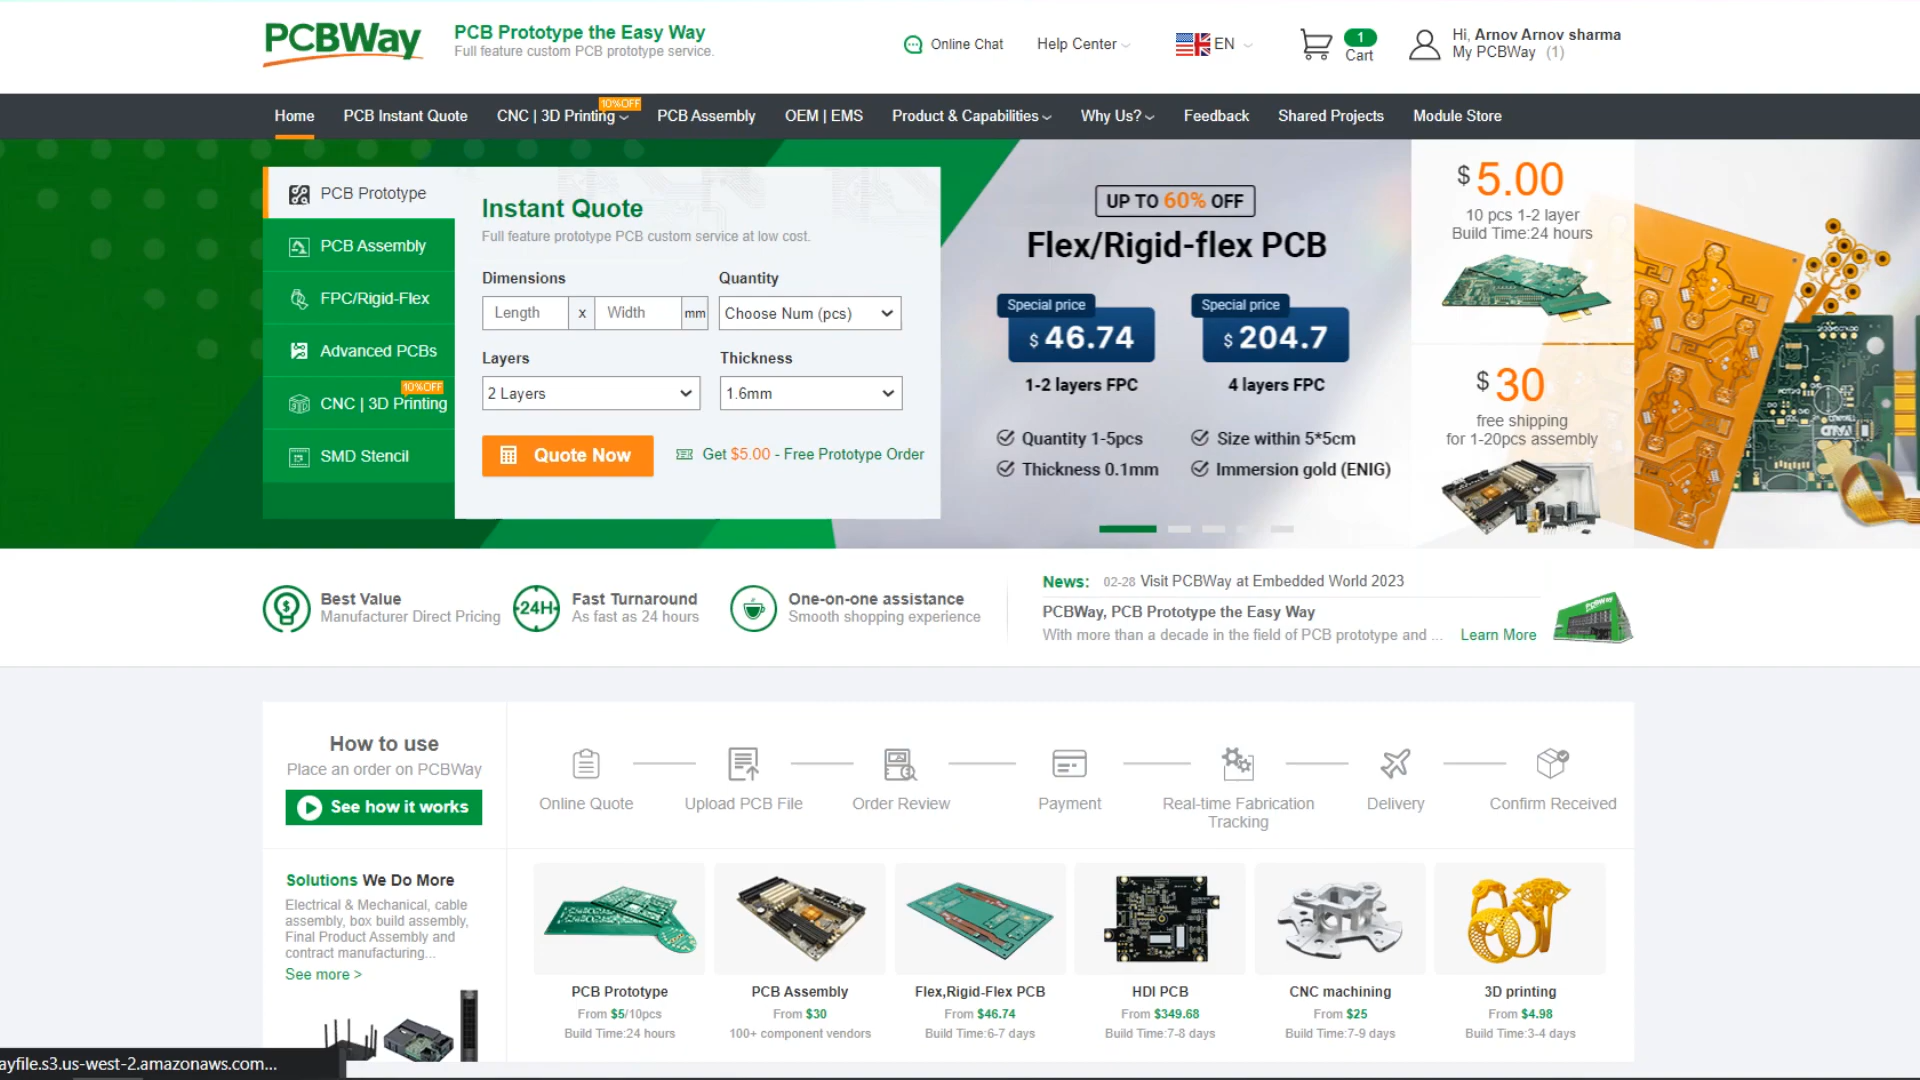 PCBWay
PCB Prototype the Easy Way
Full feature custom PCB prototype service.
Online Chat
Help Center
EN
1
Cart
Hi, Arnov Arnov sharma
My PCBWay (1)
Home
PCB Instant Quote
CNC | 3D Printing
10%OFF
PCB Assembly
OEM | EMS
Product & Capabilities
Why Us?
Feedback
Shared Projects
Module Store
PCB Prototype
PCB Assembly
FPC/Rigid-Flex
Advanced PCBs
10%OFF
CNC | 3D Printing
SMD Stencil
Instant Quote
Full feature prototype PCB custom service at low cost.
Dimensions
Quantity
Length x Width mm
Choose Num (pcs)
Layers
Thickness
2 Layers
1.6mm
Quote Now
Get $5.00 - Free Prototype Order
UP TO 60% OFF
Flex/Rigid-flex PCB
Special price
$ 46.74
1-2 layers FPC
Special price
$ 204.7
4 layers FPC
Quantity 1-5pcs
Size within 5*5cm
Thickness 0.1mm
Immersion gold (ENIG)
$ 5.00
10 pcs 1-2 layer
Build Time:24 hours
$ 30
free shipping
for 1-20pcs assembly
Best Value
Manufacturer Direct Pricing
24H
Fast Turnaround
As fast as 24 hours
One-on-one assistance
Smooth shopping experience
News: 02-28 Visit PCBWay at Embedded World 2023
PCBWay, PCB Prototype the Easy Way
With more than a decade in the field of PCB prototype and ... Learn More
PCBWay
How to use
Place an order on PCBWay
See how it works
Online Quote
Upload PCB File
Order Review
Payment
Real-time Fabrication
Tracking
Delivery
Confirm Received
Solutions We Do More
Electrical & Mechanical, cable
assembly, box build assembly,
Final Product Assembly and
contract manufacturing...
See more >
PCB Prototype
From $5/10pcs
Build Time:24 hours
PCB Assembly
From $30
100+ component vendors
Flex,Rigid-Flex PCB
From $46.74
Build Time:6-7 days
HDI PCB
From $349.68
Build Time:7-8 days
CNC machining
From $25
Build Time:7-9 days
3D printing
From $4.98
Build Time:3-4 days
ayfile.s3.us-west-2.amazonaws.com...